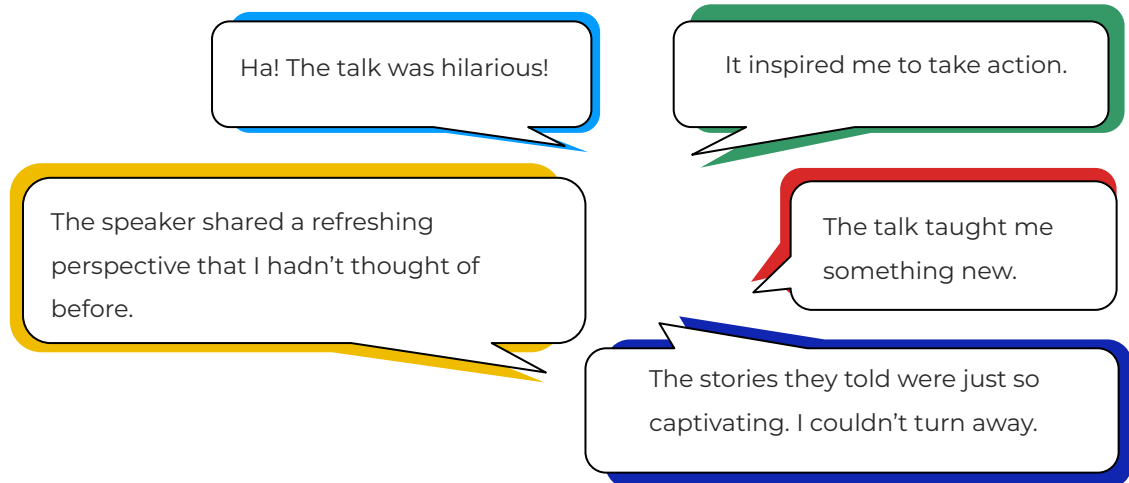 Ha! The talk was hilarious!
It inspired me to take action.
The speaker shared a refreshing
perspective that I hadn’t thought of
before.
The talk taught me
something new.
The stories they told were just so
captivating. I couldn’t turn away.